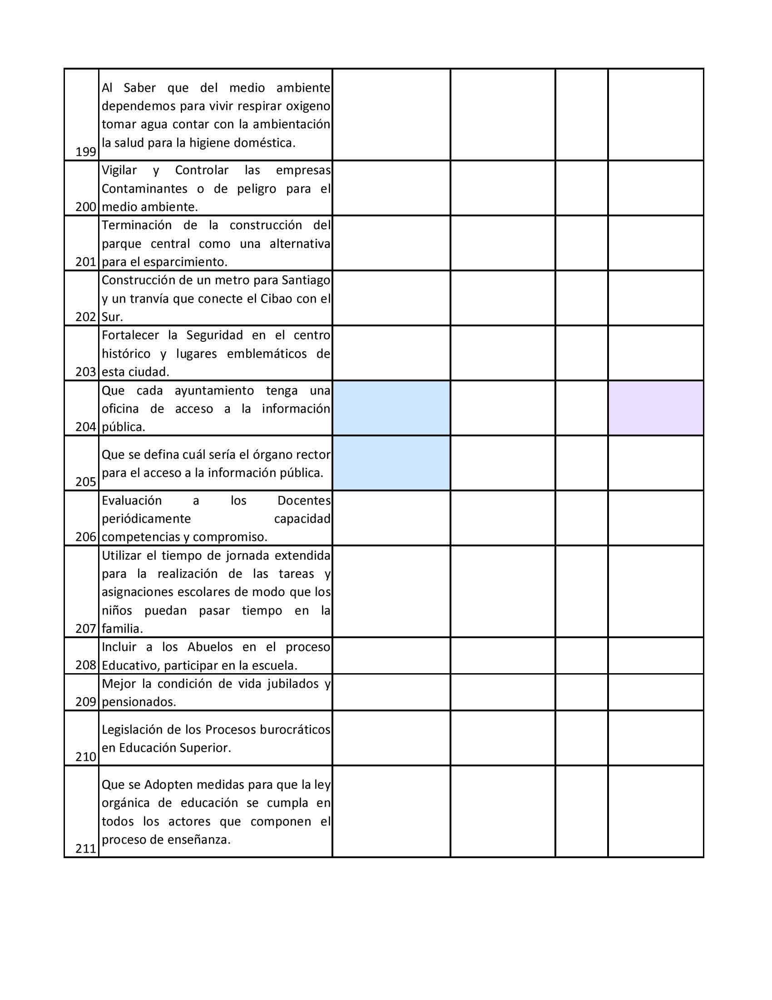 Al Saber que del medio ambiente
dependemos para vivir respirar oxigeno
tomar agua contar con la ambientación
la salud para la higiene doméstica.
199
Vigilar y Controlar las empresas
Contaminantes o de peligro para el
200 medio ambiente.
Terminación de la construcción del
parque central como una alternativa
201 para el esparcimiento.
Construcción de un metro para Santiago
y un tranvía que conecte el Cibao con el
202 Sur.
Fortalecer la Seguridad en el centro
histórico y lugares emblemáticos de
203 esta ciudad.
Que cada ayuntamiento tenga una
oficina de acceso a la información
204 pública.
Que se defina cuál sería el órgano rector
para el acceso a la información pública.
205
Evaluación a los Docentes
periódicamente capacidad
206 competencias y compromiso.
Utilizar el tiempo de jornada extendida
para la realización de las tareas y
asignaciones escolares de modo que los
niños puedan pasar tiempo en la
207 familia.
Incluir a los Abuelos en el proceso
208 Educativo, participar en la escuela.
Mejor la condición de vida jubilados y
209 pensionados.
Legislación de los Procesos burocráticos
en Educación Superior.
210
Que se Adopten medidas para que la ley
orgánica de educación se cumpla en
todos los actores que componen el
proceso de enseñanza.
211